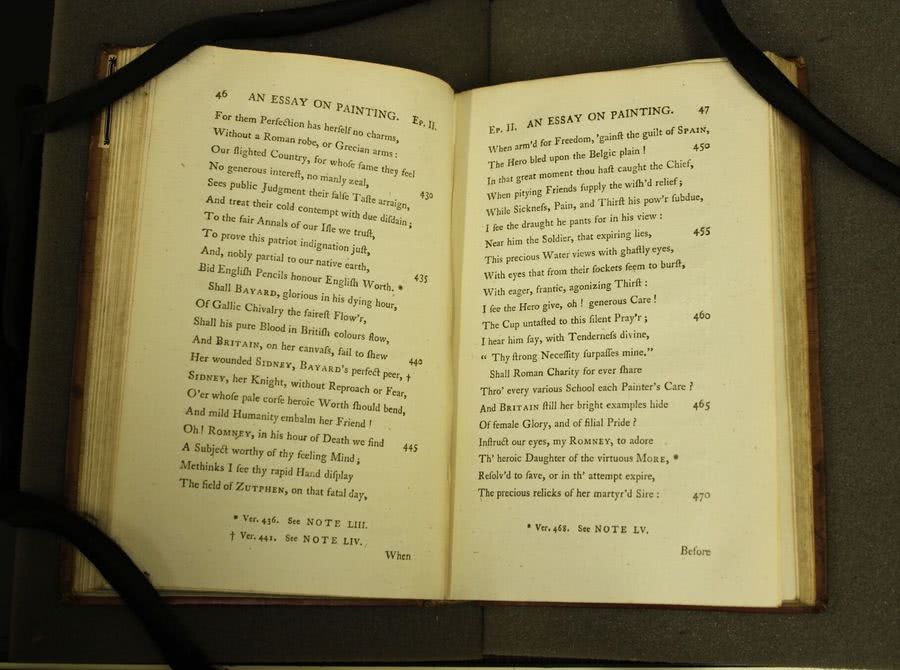 46 AN ESSAY ON PAINTING. EP. II.
For them Perfection has herſelf no charms,
Without a Roman robe, or Grecian arms:
Our ſlighted Country, for whoſe fame they feel
No generous intereſt, no manly zeal, 430
Sees public Judgment their falſe Taſte arraign,
And treat their cold contempt with due diſdain;
To the fair Annals of our Iſle we truſt,
To prove this patriot indignation juſt,
And, nobly partial to our native earth, 435
Bid Engliſh Pencils honour Engliſh Worth. *
Shall BAYARD, glorious in his dying hour,
Of Gallic Chivalry the faireſt Flow'r,
Shall his pure Blood in Britiſh colours flow,
And BRITAIN, on her canvaſs, fail to ſhew 440
Her wounded SIDNEY, BAYARD's perfect peer, †
SIDNEY, her Knight, without Reproach or Fear,
O'er whoſe pale corſe heroic Worth ſhould bend,
And mild Humanity embalm her Friend!
Oh! ROMNEY, in his hour of Death we find 445
A Subject worthy of thy feeling Mind;
Methinks I ſee thy rapid Hand diſplay
The field of ZUTPHEN, on that fatal day,
* Ver. 436. See NOTE LIII.
† Ver. 441. See NOTE LIV.
When
EP. II. AN ESSAY ON PAINTING. 47
When arm'd for Freedom, 'gainſt the guilt of SPAIN,
The Hero bled upon the Belgic plain! 450
In that great moment thou haſt caught the Chief,
When pitying Friends ſupply the wiſh'd relief;
While Sickneſs, Pain, and Thirſt his pow'r ſubdue,
I ſee the draught he pants for in his view:
Near him the Soldier, that expiring lies, 455
This precious Water views with ghaſtly eyes,
With eyes that from their ſockets ſeem to burſt,
With eager, frantic, agonizing Thirſt:
I ſee the Hero give, oh! generous Care!
The Cup untaſted to this ſilent Pray'r; 460
I hear him ſay, with Tenderneſs divine,
" Thy ſtrong Neceſſity ſurpaſſes mine."
Shall Roman Charity for ever ſhare
Thro' every various School each Painter's Care?
And BRITAIN ſtill her bright examples hide 465
Of female Glory, and of filial Pride?
Inſtruct our eyes, my ROMNEY, to adore
Th' heroic Daughter of the virtuous MORE, *
Reſolv'd to ſave, or in th' attempt expire,
The precious relicks of her martyr'd Sire: 470
* Ver. 468. See NOTE LV.
Before